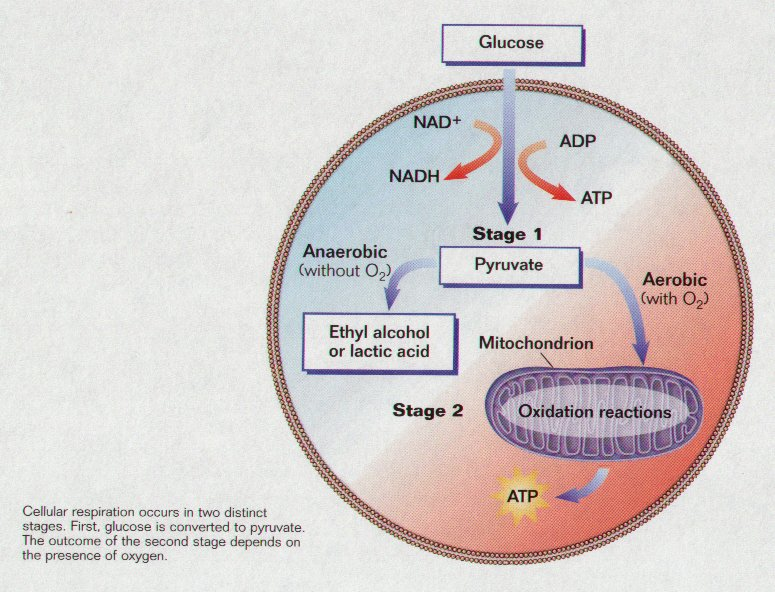 Glucose
NAD+
ADP
NADH
ATP
Stage 1
Anaerobic
(without O₂)
Pyruvate
Aerobic
(with O₂)
Ethyl alcohol
or lactic acid
Mitochondrion
Stage 2
Oxidation reactions
ATP
Cellular respiration occurs in two distinct
stages. First, glucose is converted to pyruvate.
The outcome of the second stage depends on
the presence of oxygen.